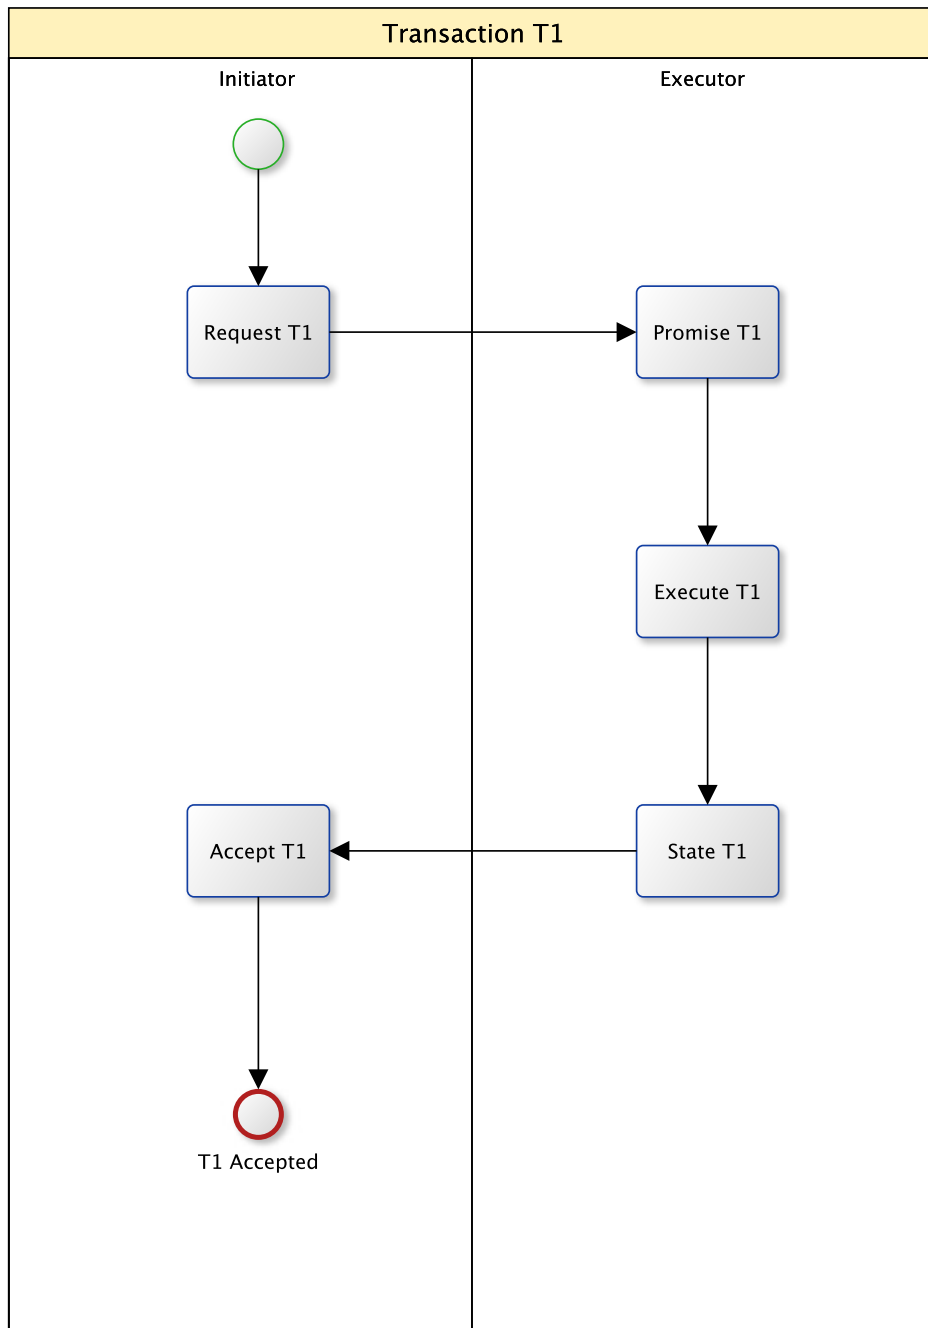 Transaction T1
Initiator
Executor
Request T1
Promise T1
Execute T1
Accept T1
State T1
T1 Accepted